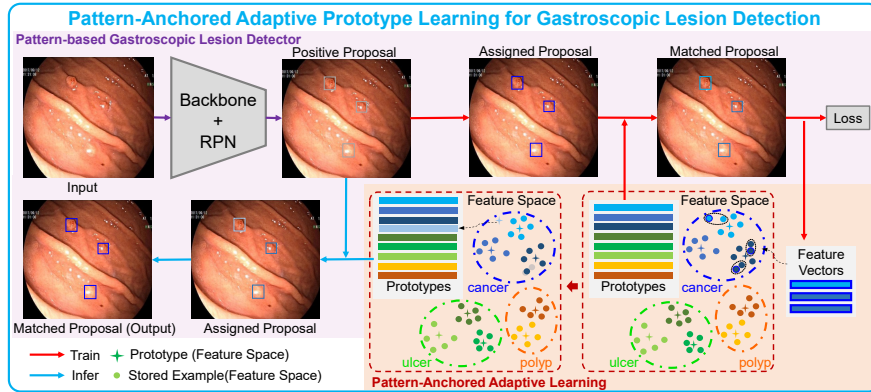 Pattern-Anchored Adaptive Prototype Learning for Gastroscopic Lesion Detection
Pattern-based Gastroscopic Lesion Detector
Positive Proposal
Assigned Proposal
Matched Proposal
Backbone
+
RPN
Loss
Input
Feature Space
Feature Space
Feature
Vectors
Prototypes
cancer
Prototypes
cancer
Matched Proposal (Output)
Assigned Proposal
ulcer
polyp
ulcer
polyp
Train
Prototype (Feature Space)
Infer
Stored Example(Feature Space)
Pattern-Anchored Adaptive Learning